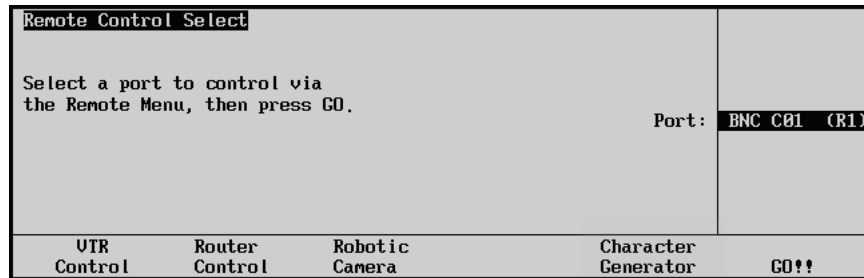 Remote Control Select
Select a port to control via
the Remote Menu, then press GO.
Port: BNC C01 (R1)
VTR Control Router Control Robotic Camera Character Generator GO!!